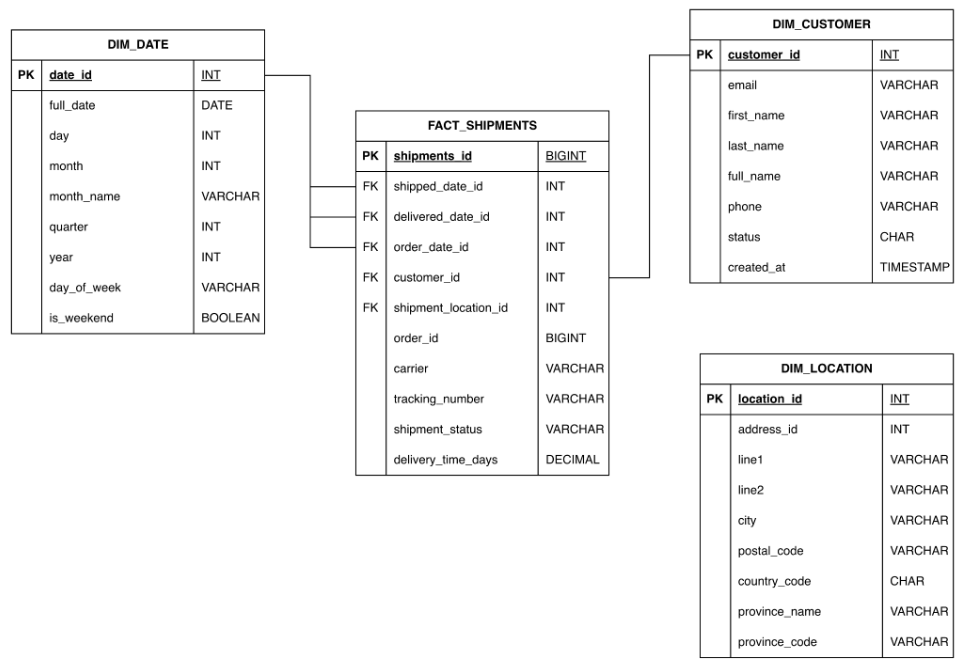 DIM_DATE
PK date_id INT
full_date DATE
day INT
month INT
month_name VARCHAR
quarter INT
year INT
day_of_week VARCHAR
is_weekend BOOLEAN
FACT_SHIPMENTS
PK shipments_id BIGINT
FK shipped_date_id INT
FK delivered_date_id INT
FK order_date_id INT
FK customer_id INT
FK shipment_location_id INT
order_id BIGINT
carrier VARCHAR
tracking_number VARCHAR
shipment_status VARCHAR
delivery_time_days DECIMAL
DIM_CUSTOMER
PK customer_id INT
email VARCHAR
first_name VARCHAR
last_name VARCHAR
full_name VARCHAR
phone VARCHAR
status CHAR
created_at TIMESTAMP
DIM_LOCATION
PK location_id INT
address_id INT
line1 VARCHAR
line2 VARCHAR
city VARCHAR
postal_code VARCHAR
country_code CHAR
province_name VARCHAR
province_code VARCHAR